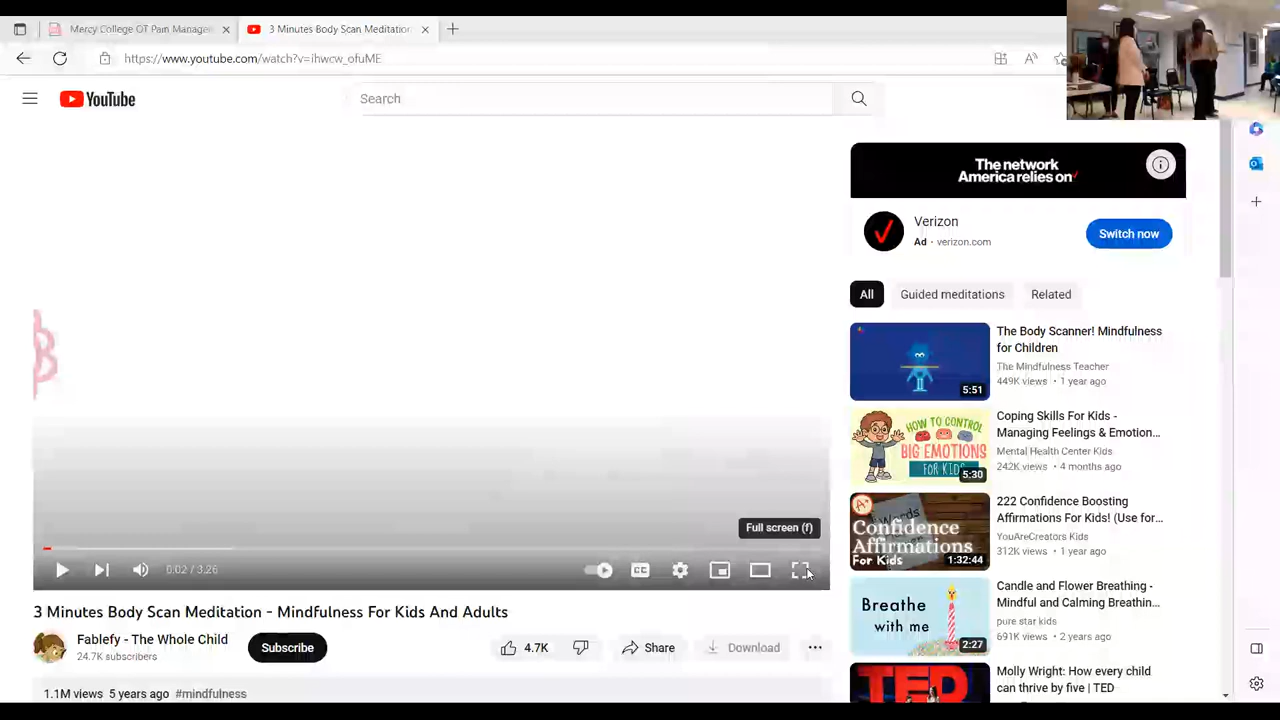 Mercy College OT Pain Manage
3 Minutes Body Scan Meditation
https://www.youtube.com/watch?v=ihwcw_ofuME
YouTube
Search
The network
America relies on
Verizon
Ad · verizon.com
Switch now
All
Guided meditations
Related
The Body Scanner! Mindfulness
for Children
The Mindfulness Teacher
449K views • 1 year ago
5:51
HOW TO CONTROL
BIG EMOTIONS
FOR KIDS
5:30
Coping Skills For Kids -
Managing Feelings & Emotion...
Mental Health Center Kids
242K views • 4 months ago
A+
Words
Confidence
Affirmations
For Kids
1:32:44
222 Confidence Boosting
Affirmations For Kids! (Use for...
YouAreCreators Kids
312K views • 1 year ago
Breathe
with me
2:27
Candle and Flower Breathing -
Mindful and Calming Breathin...
pure star kids
691K views • 2 years ago
TED
Molly Wright: How every child
can thrive by five | TED
Full screen (f)
0:02 / 3:26
CC
3 Minutes Body Scan Meditation - Mindfulness For Kids And Adults
Fablefy - The Whole Child
24.7K subscribers
Subscribe
4.7K
Share
Download
1.1M views 5 years ago #mindfulness